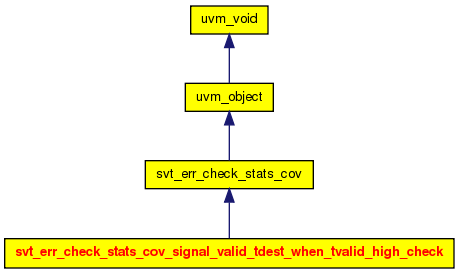 uvm_void
uvm_object
svt_err_check_stats_cov
svt_err_check_stats_cov_signal_valid_tdest_when_tvalid_high_check